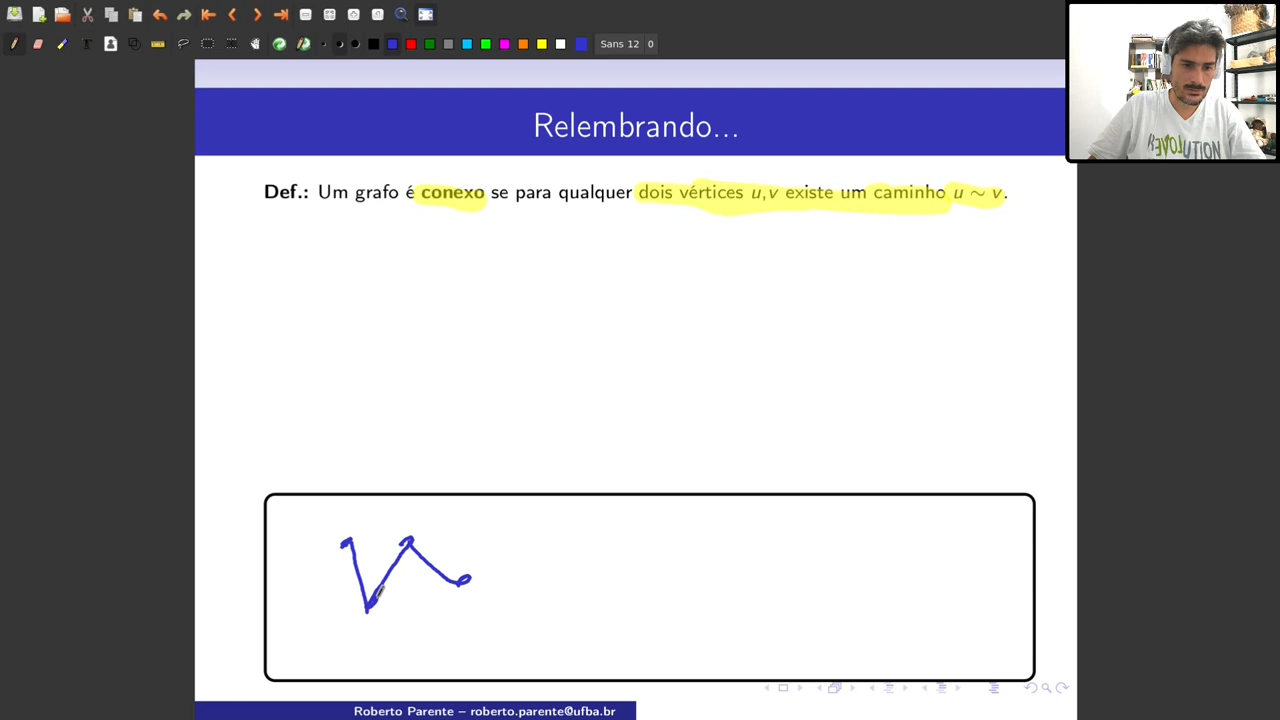 Sans 12 0
Relembrando...
Def.: Um grafo é conexo se para qualquer dois vértices u,v existe um caminho u ∼ v.
Roberto Parente – roberto.parente@ufba.br